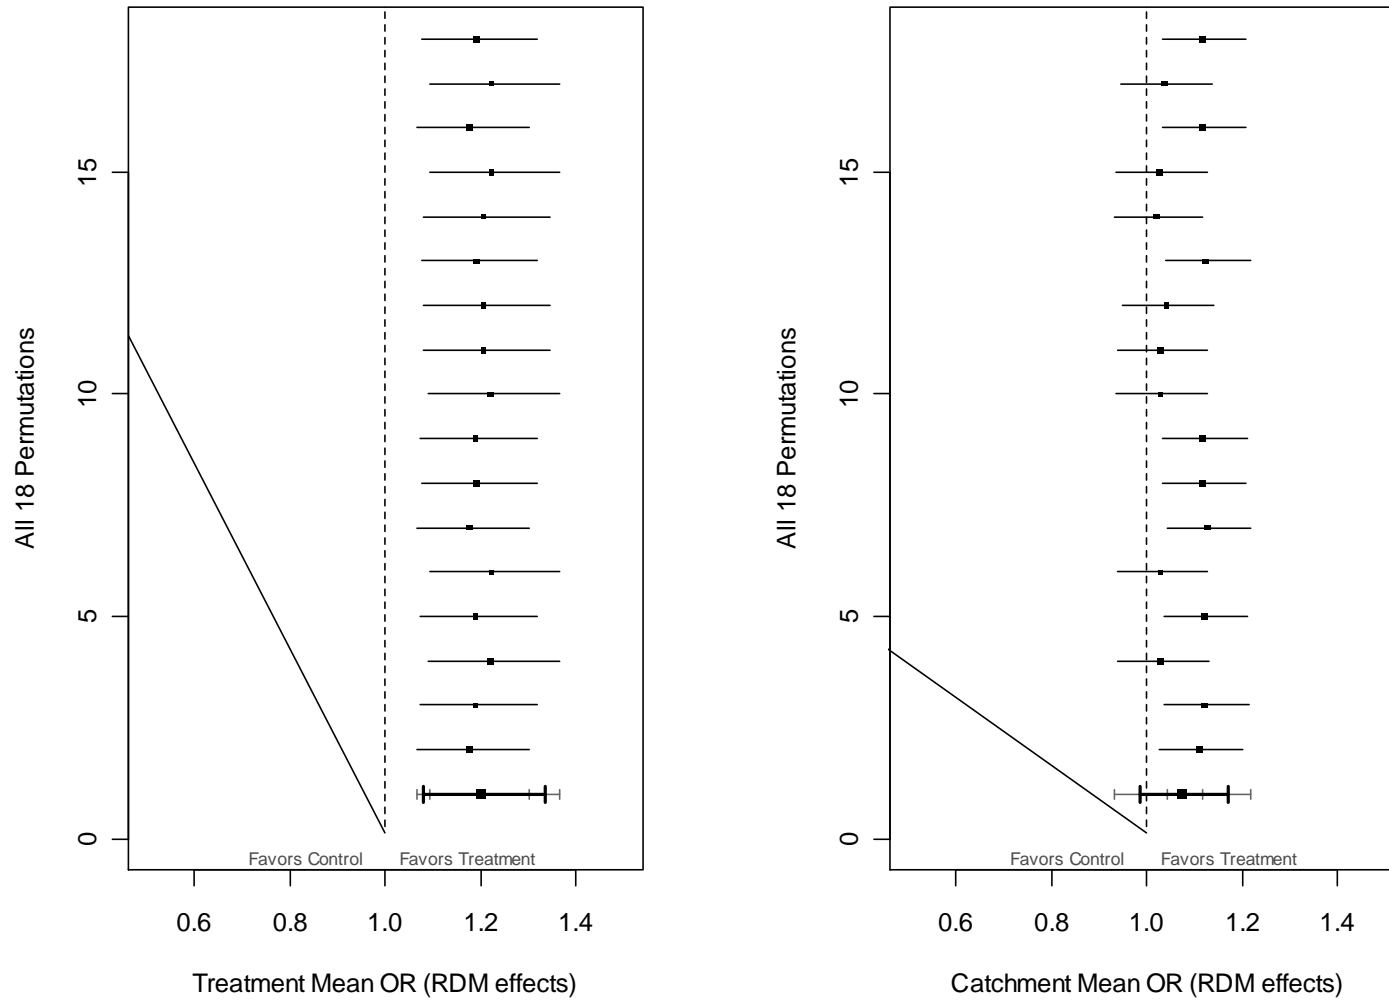 All 18 Permutations
15
10
5
0
Favors Control
Favors Treatment
0.6 0.8 1.0 1.2 1.4
Treatment Mean OR (RDM effects)
All 18 Permutations
15
10
5
0
Favors Control
Favors Treatment
0.6 0.8 1.0 1.2 1.4
Catchment Mean OR (RDM effects)